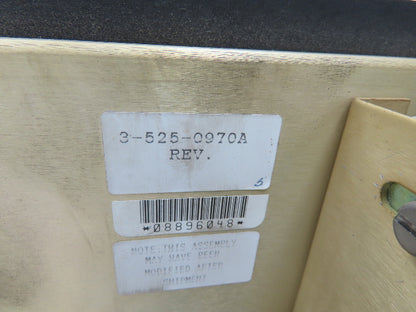 3-525-0970A
REV.
5
*08896048*
NOTE.THIS ASSEMBLY
MAY HAVE BEEN
MODIFIED AFTER
SHIPMENT